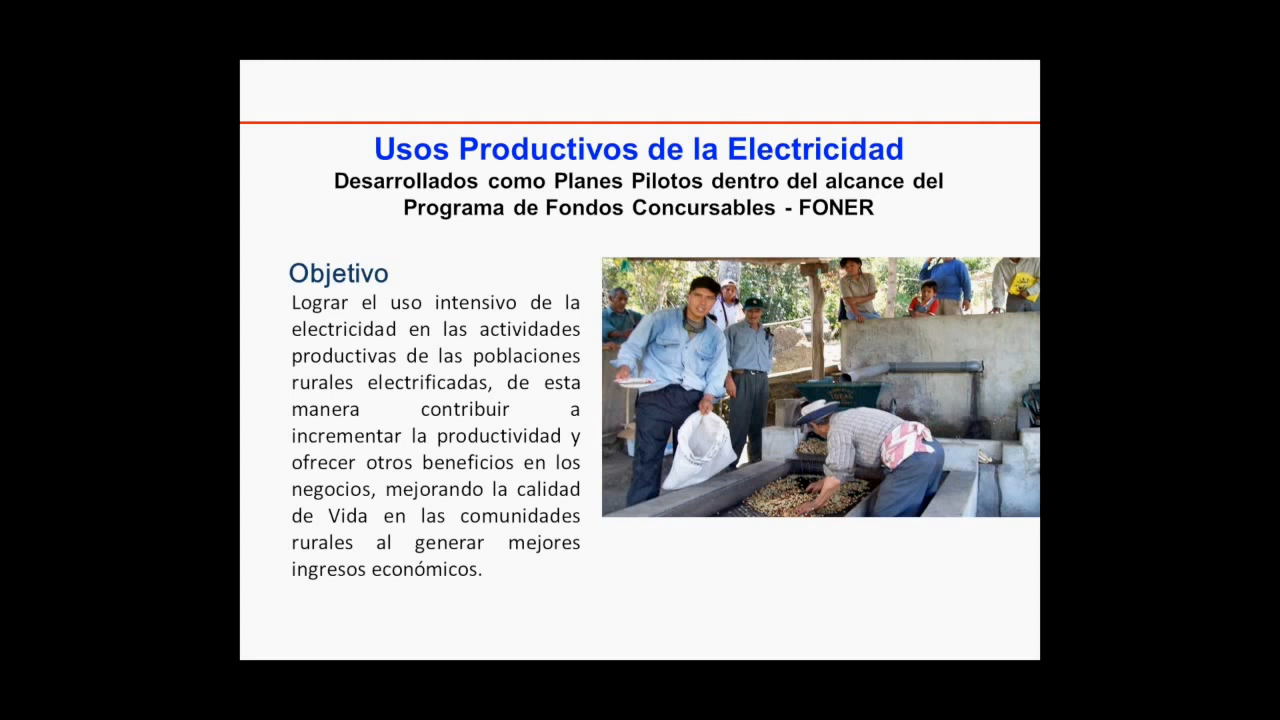 Usos Productivos de la Electricidad
Desarrollados como Planes Pilotos dentro del alcance del
Programa de Fondos Concursables - FONER
Objetivo
Lograr el uso intensivo de la
electricidad en las actividades
productivas de las poblaciones
rurales electrificadas, de esta
manera contribuir a
incrementar la productividad y
ofrecer otros beneficios en los
negocios, mejorando la calidad
de Vida en las comunidades
rurales al generar mejores
ingresos económicos.